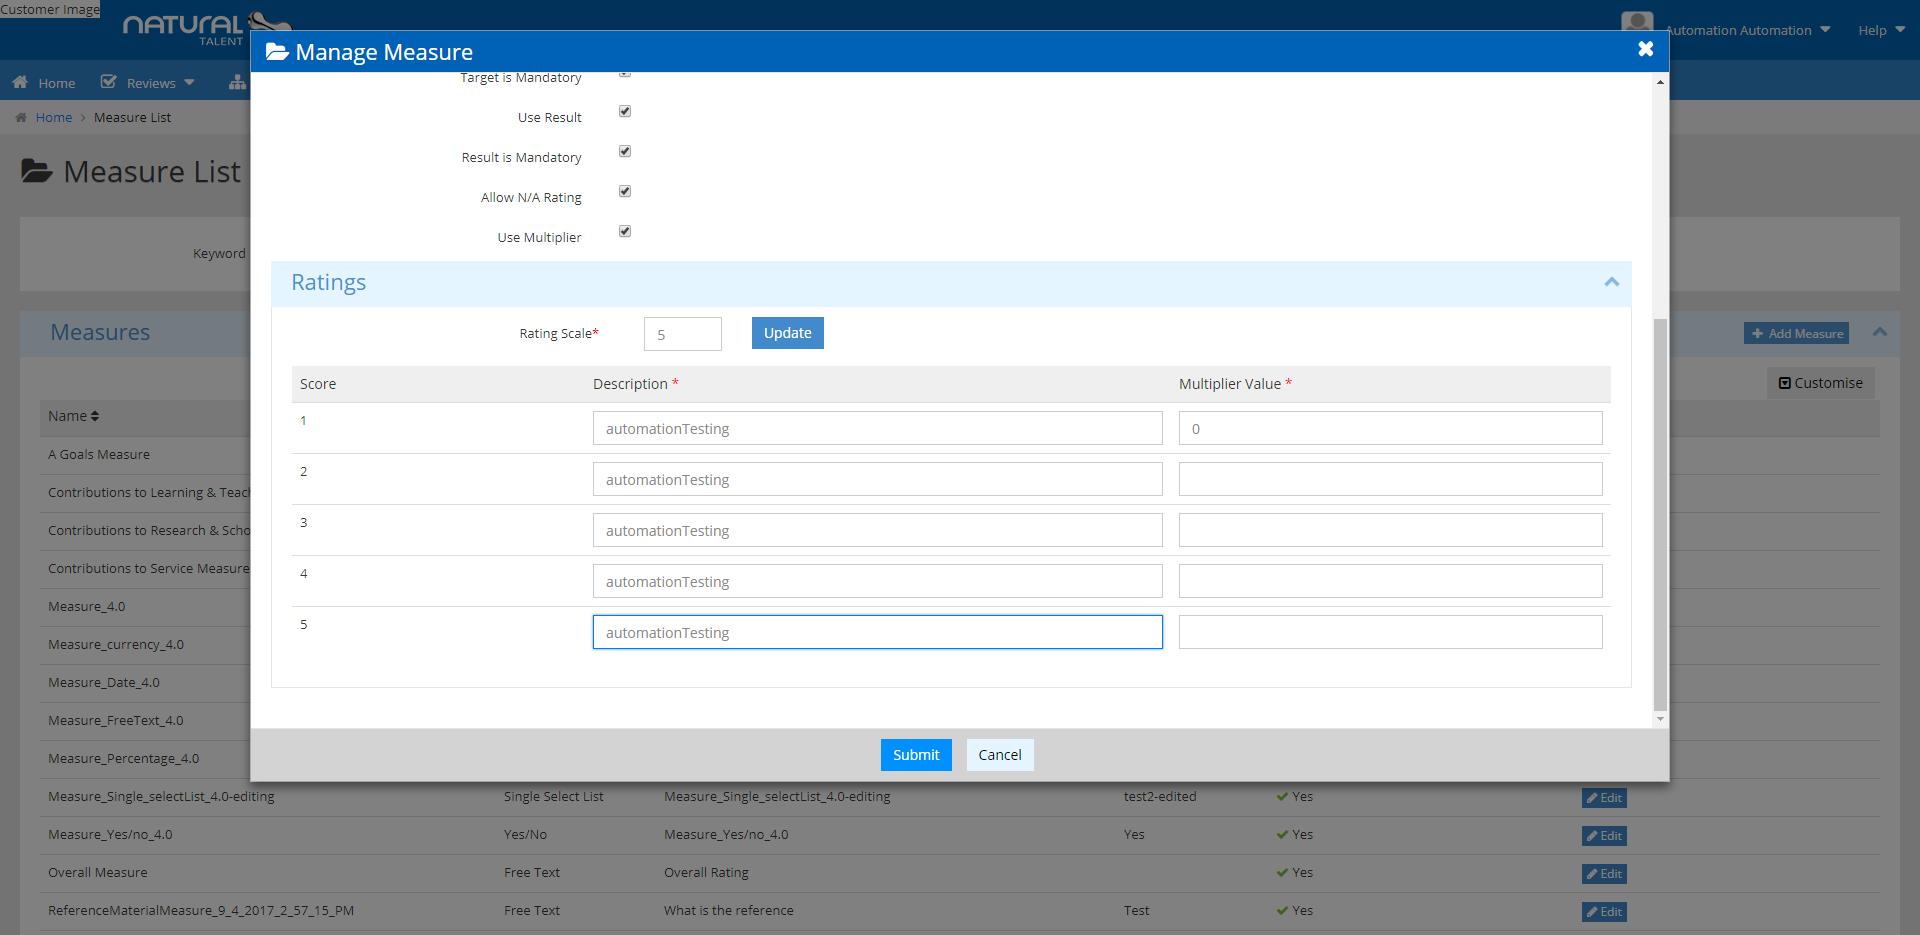 Customer Image
NATURAL
TALENT
Automation Automation
Help
Manage Measure
Home
Reviews
Home > Measure List
Measure List
Keyword
Measures
Add Measure
Customise
Target is Mandatory
Use Result
Result is Mandatory
Allow N/A Rating
Use Multiplier
Ratings
Rating Scale* 5 Update
Score Description * Multiplier Value *
1 automationTesting 0
2 automationTesting
3 automationTesting
4 automationTesting
5 automationTesting
Submit Cancel
Name
A Goals Measure
Contributions to Learning & Teac
Contributions to Research & Scho
Contributions to Service Measure
Measure_4.0
Measure_currency_4.0
Measure_Date_4.0
Measure_FreeText_4.0
Measure_Percentage_4.0
Measure_Single_selectList_4.0-editing Single Select List Measure_Single_selectList_4.0-editing test2-edited Yes Edit
Measure_Yes/no_4.0 Yes/No Measure_Yes/no_4.0 Yes Yes Edit
Overall Measure Free Text Overall Rating Yes Edit
ReferenceMaterialMeasure_9_4_2017_2_57_15_PM Free Text What is the reference Test Yes Edit